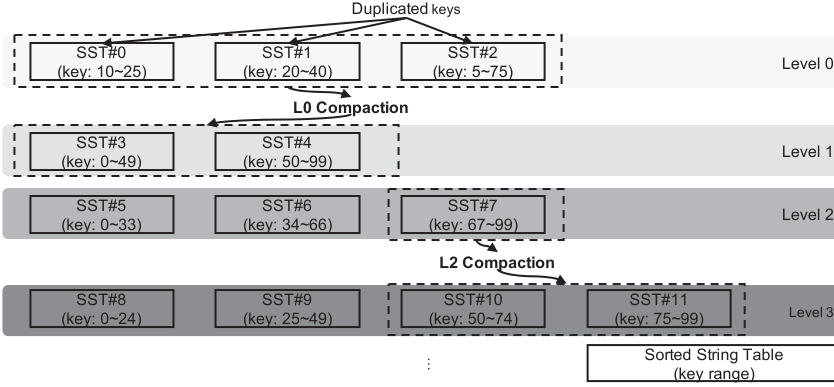 Duplicated keys
SST#0
(key: 10~25)
SST#1
(key: 20~40)
SST#2
(key: 5~75)
Level 0
L0 Compaction
SST#3
(key: 0~49)
SST#4
(key: 50~99)
Level 1
SST#5
(key: 0~33)
SST#6
(key: 34~66)
SST#7
(key: 67~99)
Level 2
L2 Compaction
SST#8
(key: 0~24)
SST#9
(key: 25~49)
SST#10
(key: 50~74)
SST#11
(key: 75~99)
Level 3
⋮
Sorted String Table
(key range)